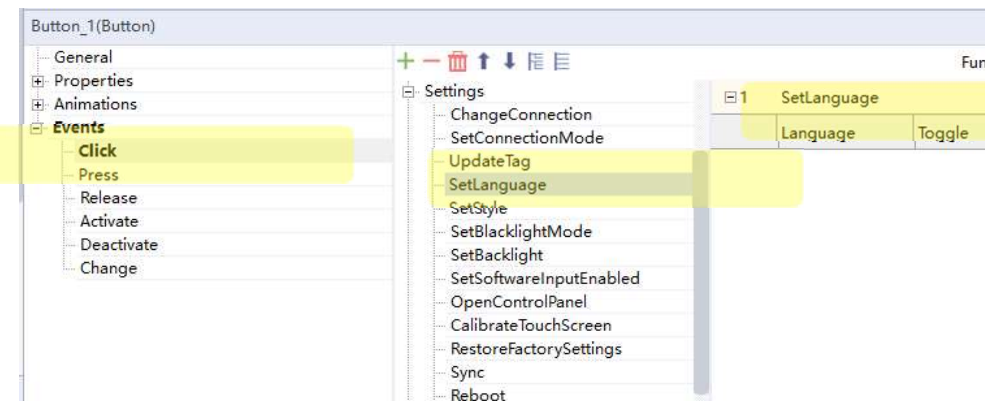 Button_1(Button)
General
Properties
Animations
Events
Click
Press
Release
Activate
Deactivate
Change
Settings
ChangeConnection
SetConnectionMode
UpdateTag
SetLanguage
SetStyle
SetBlacklightMode
SetBacklight
SetSoftwareInputEnabled
OpenControlPanel
CalibrateTouchScreen
RestoreFactorySettings
Sync
Reboot
Fun
1 SetLanguage
Language Toggle